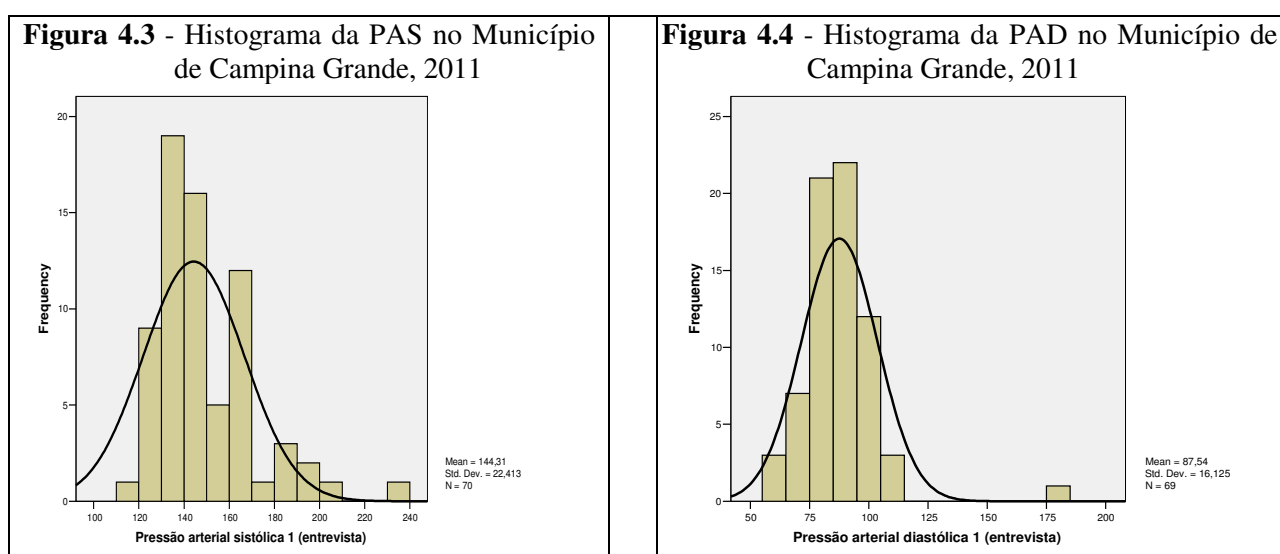 Figura 4.3 - Histograma da PAS no Município
de Campina Grande, 2011
20
15
10
5
0
Frequency
100 120 140 160 180 200 220 240
Pressão arterial sistólica 1 (entrevista)
Mean = 144,31
Std. Dev. = 22,413
N = 70
Figura 4.4 - Histograma da PAD no Município de
Campina Grande, 2011
25
20
15
10
5
0
Frequency
50 75 100 125 150 175 200
Pressão arterial diastólica 1 (entrevista)
Mean = 87,54
Std. Dev. = 16,125
N = 69